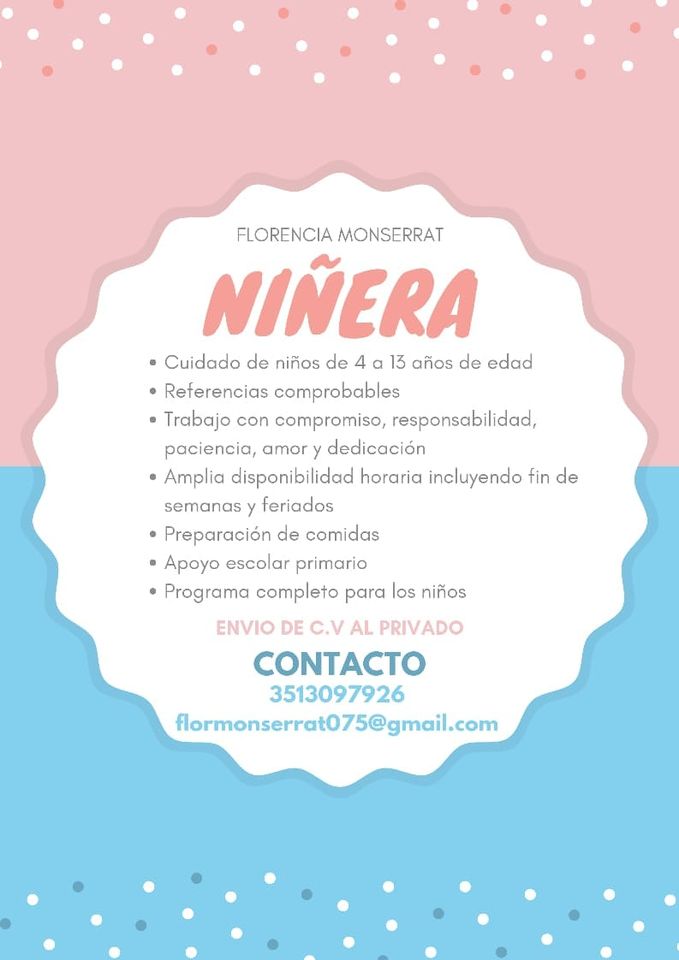 FLORENCIA MONSERRAT
NIÑERA
• Cuidado de niños de 4 a 13 años de edad
• Referencias comprobables
• Trabajo con compromiso, responsabilidad,
paciencia, amor y dedicación
• Amplia disponibilidad horaria incluyendo fin de
semanas y feriados
• Preparación de comidas
• Apoyo escolar primario
• Programa completo para los niños
ENVIO DE C.V AL PRIVADO
CONTACTO
3513097926
flormonserrat075@gmail.com